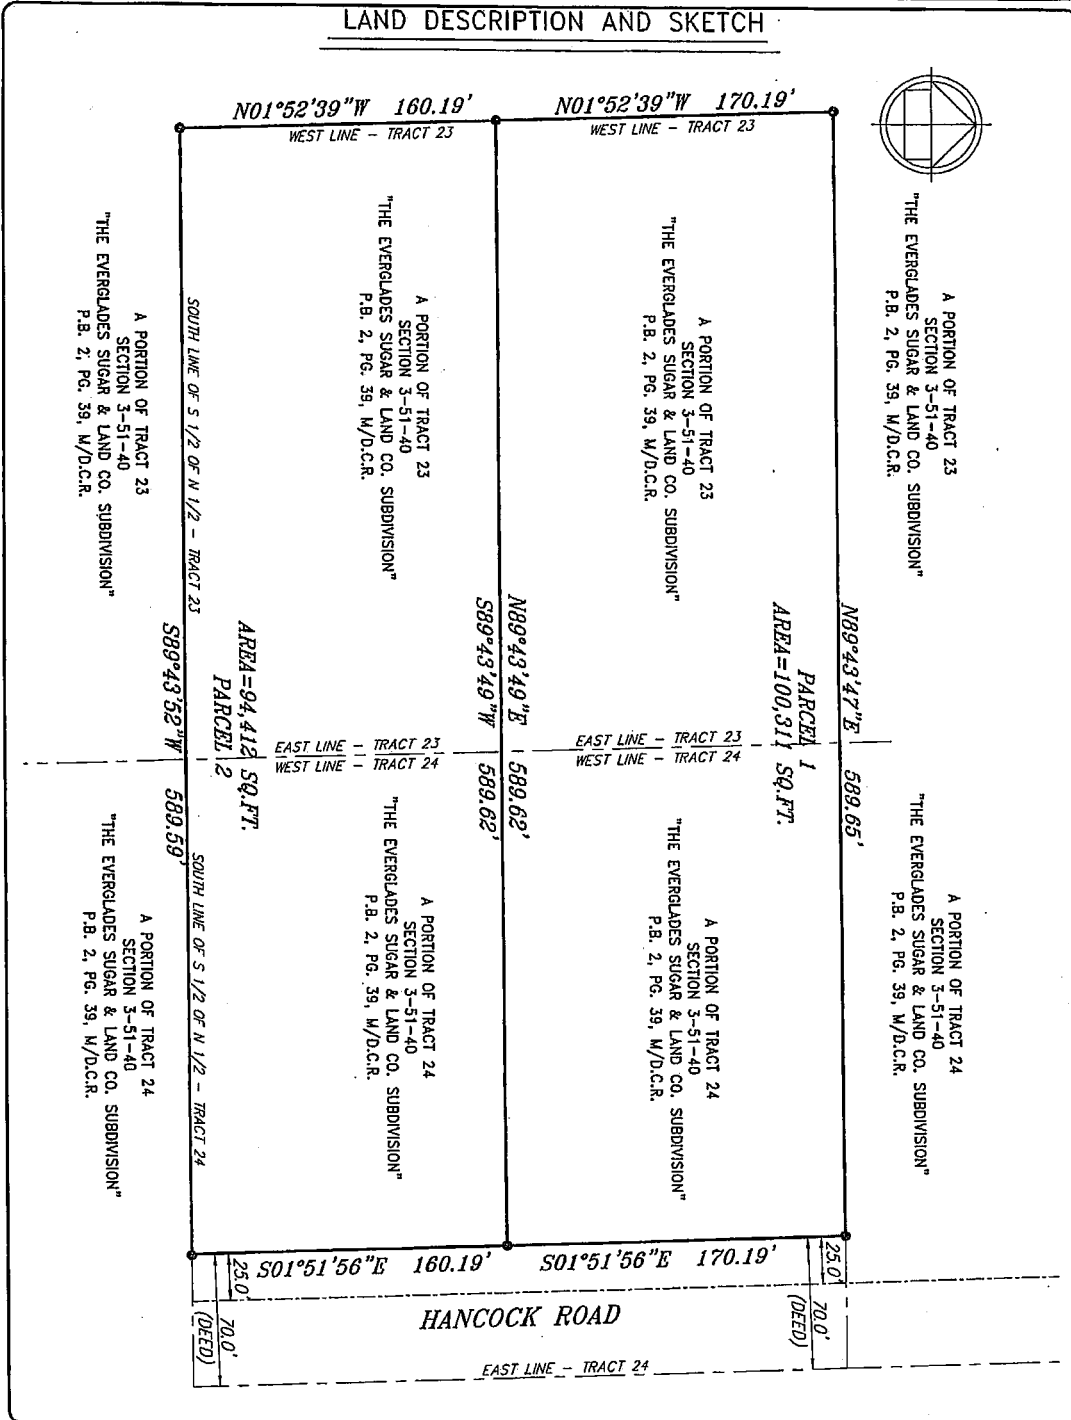 LAND DESCRIPTION AND SKETCH
N01°52'39"W 160.19'
N01°52'39"W 170.19'
WEST LINE - TRACT 23
WEST LINE - TRACT 23
A PORTION OF TRACT 23
SECTION 3-51-40
"THE EVERGLADES SUGAR & LAND CO. SUBDIVISION"
P.B. 2, PG. 39, M/D.C.R.
A PORTION OF TRACT 23
SECTION 3-51-40
"THE EVERGLADES SUGAR & LAND CO. SUBDIVISION"
P.B. 2, PG. 39, M/D.C.R.
A PORTION OF TRACT 23
SECTION 3-51-40
"THE EVERGLADES SUGAR & LAND CO. SUBDIVISION"
P.B. 2, PG. 39, M/D.C.R.
A PORTION OF TRACT 23
SECTION 3-51-40
"THE EVERGLADES SUGAR & LAND CO. SUBDIVISION"
P.B. 2, PG. 39, M/D.C.R.
SOUTH LINE OF S 1/2 OF N 1/2 - TRACT 23
S89°43'52"W 589.59'
PARCEL 2
AREA=94,412 SQ.FT.
N89°43'49"E 589.62'
S89°43'49"W 589.62'
PARCEL 1
AREA=100,311 SQ.FT.
N89°43'47"E 589.65'
EAST LINE - TRACT 23
WEST LINE - TRACT 24
EAST LINE - TRACT 23
WEST LINE - TRACT 24
A PORTION OF TRACT 24
SECTION 3-51-40
"THE EVERGLADES SUGAR & LAND CO. SUBDIVISION"
P.B. 2, PG. 39, M/D.C.R.
SOUTH LINE OF S 1/2 OF N 1/2 - TRACT 24
A PORTION OF TRACT 24
SECTION 3-51-40
"THE EVERGLADES SUGAR & LAND CO. SUBDIVISION"
P.B. 2, PG. 39, M/D.C.R.
A PORTION OF TRACT 24
SECTION 3-51-40
"THE EVERGLADES SUGAR & LAND CO. SUBDIVISION"
P.B. 2, PG. 39, M/D.C.R.
A PORTION OF TRACT 24
SECTION 3-51-40
"THE EVERGLADES SUGAR & LAND CO. SUBDIVISION"
P.B. 2, PG. 39, M/D.C.R.
S01°51'56"E 160.19'
S01°51'56"E 170.19'
25.0'
25.0'
HANCOCK ROAD
70.0'
(DEED)
70.0'
(DEED)
EAST LINE - TRACT 24